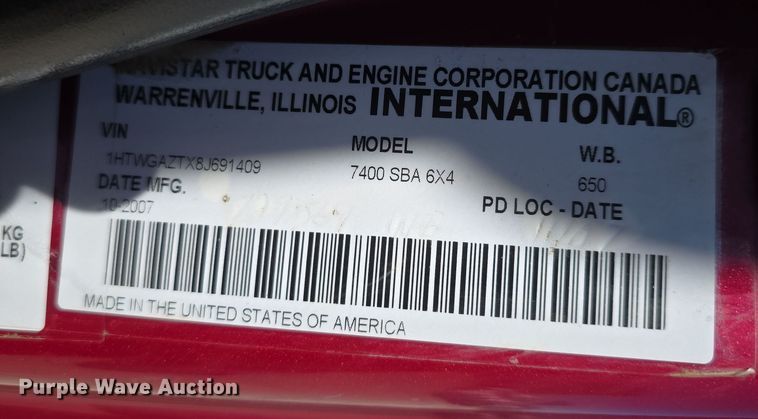 TRUCK AND ENGINE CORPORATION CANADA
WARRENVILLE, ILLINOIS INTERNATIONAL®
VIN MODEL W.B.
1HTWGAZTX8J691409 7400 SBA 6X4 650
DATE MFG. PD LOC - DATE
10-2007
KG
LB)
MADE IN THE UNITED STATES OF AMERICA
Purple Wave Auction